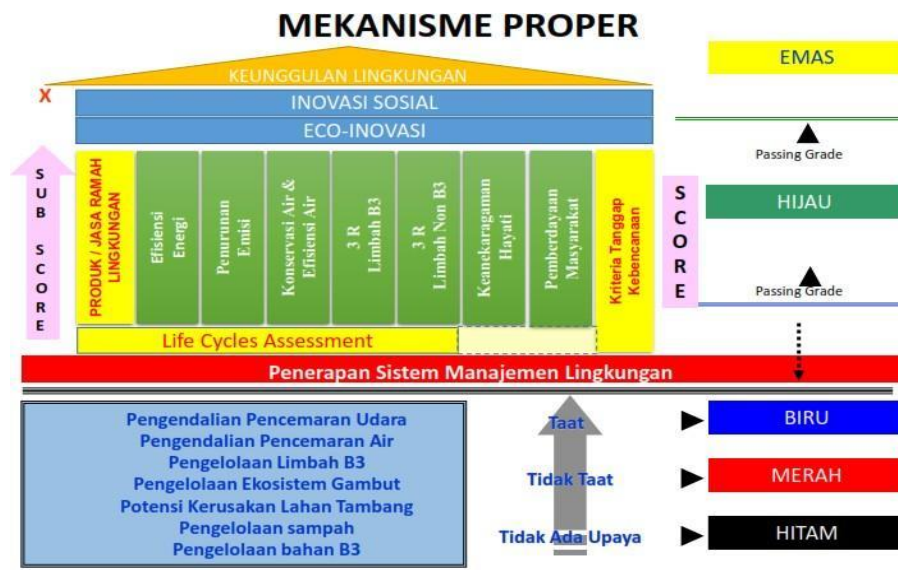 MEKANISME PROPER
KEUNGGULAN LINGKUNGAN
X
INOVASI SOSIAL
ECO-INOVASI
SUB SCORE
PRODUK / JASA RAMAH
LINGKUNGAN
Efisiensi
Energi
Penurunan
Emisi
Konservasi Air &
Efisiensi Air
3 R
Limbah B3
3 R
Limbah Non B3
Keanekaragaman
Hayati
Pemberdayaan
Masyarakat
Kriteria Tanggap
Kebencanaan
Life Cycles Assessment
Penerapan Sistem Manajemen Lingkungan
SCORE
EMAS
Passing Grade
HIJAU
Passing Grade
Pengendalian Pencemaran Udara
Pengendalian Pencemaran Air
Pengelolaan Limbah B3
Pengelolaan Ekosistem Gambut
Potensi Kerusakan Lahan Tambang
Pengelolaan sampah
Pengelolaan bahan B3
Taat
Tidak Taat
Tidak Ada Upaya
BIRU
MERAH
HITAM